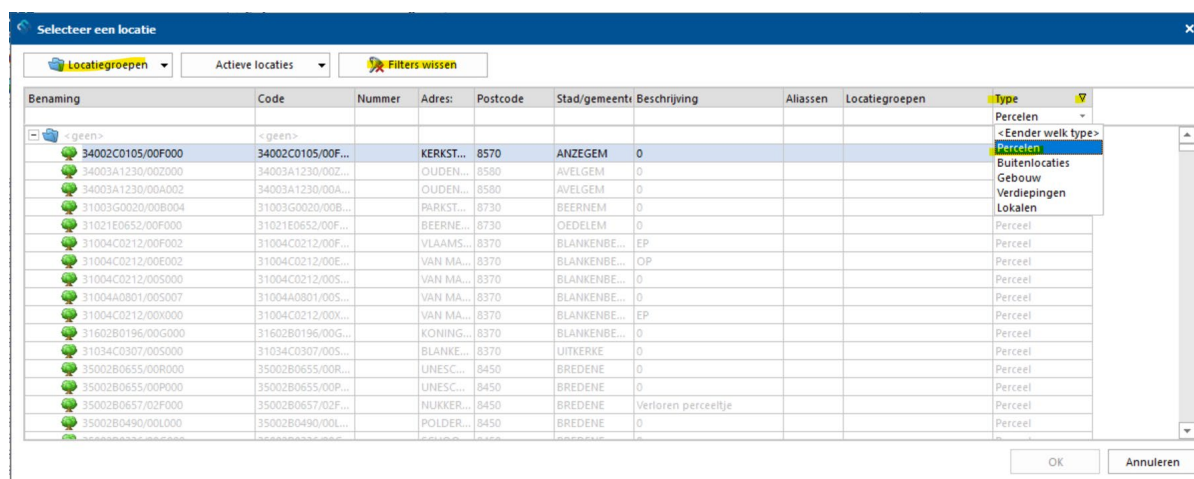 Selecteer een locatie
Locatiegroepen Actieve locaties Filters wissen
Benaming Code Nummer Adres: Postcode Stad/gemeente Beschrijving Aliassen Locatiegroepen Type
Percelen
<geen> <geen> <Eender welk type>
34002C0105/00F000 34002C0105/00F... KERKST... 8570 ANZEGEM 0 Percelen
34003A1230/00Z000 34003A1230/00Z... OUDEN... 8580 AVELGEM 0 Buitenlocaties
34003A1230/00A002 34003A1230/00A... OUDEN... 8580 AVELGEM 0 Gebouw
31003G0020/00B004 31003G0020/00B... PARKST... 8730 BEERNEM 0 Verdiepingen
31021E0652/00F000 31021E0652/00F... BEERNE... 8730 OEDELEM 0 Lokalen
Perceel
31004C0212/00F002 31004C0212/00F... VLAAMS... 8370 BLANKENBE... EP Perceel
31004C0212/00E002 31004C0212/00E... VAN MA... 8370 BLANKENBE... OP Perceel
31004C0212/00S000 31004C0212/00S... VAN MA... 8370 BLANKENBE... 0 Perceel
31004A0801/00S007 31004A0801/00S... VAN MA... 8370 BLANKENBE... 0 Perceel
31004C0212/00X000 31004C0212/00X... VAN MA... 8370 BLANKENBE... EP Perceel
31602B0196/00G000 31602B0196/00G... KONING... 8370 BLANKENBE... 0 Perceel
31034C0307/00S000 31034C0307/00S... BLANKE... 8370 UITKERKE 0 Perceel
35002B0655/00R000 35002B0655/00R... UNESC... 8450 BREDENE 0 Perceel
35002B0655/00P000 35002B0655/00P... UNESC... 8450 BREDENE 0 Perceel
35002B0657/02F000 35002B0657/02F... NUKKER... 8450 BREDENE Verloren perceeltje Perceel
35002B0490/00L000 35002B0490/00L... POLDER... 8450 BREDENE 0 Perceel
OK Annuleren